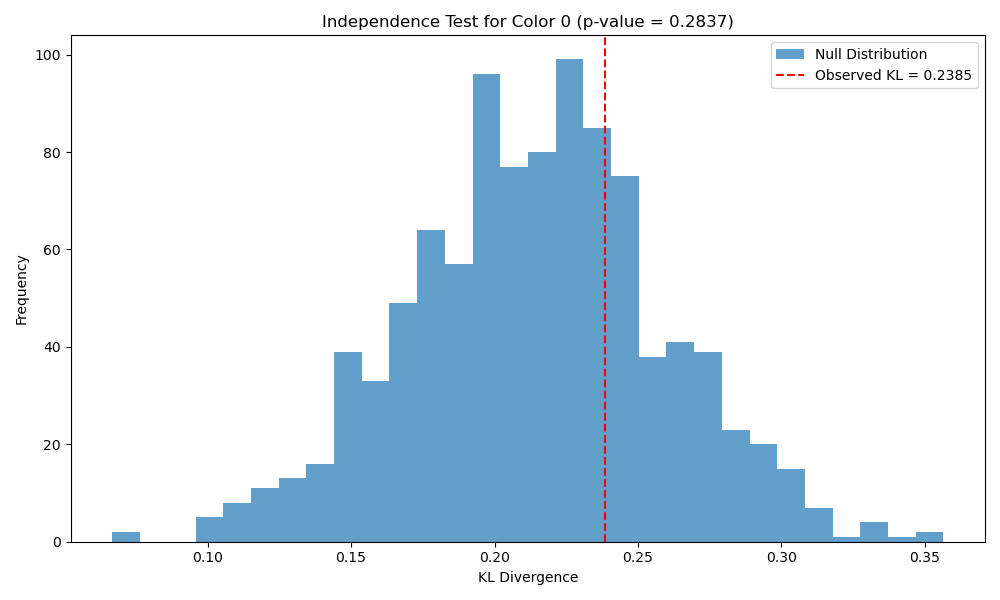 Independence Test for Color 0 (p-value = 0.2837)
Null Distribution
Observed KL = 0.2385
100
80
60
40
20
0
Frequency
0.10 0.15 0.20 0.25 0.30 0.35
KL Divergence